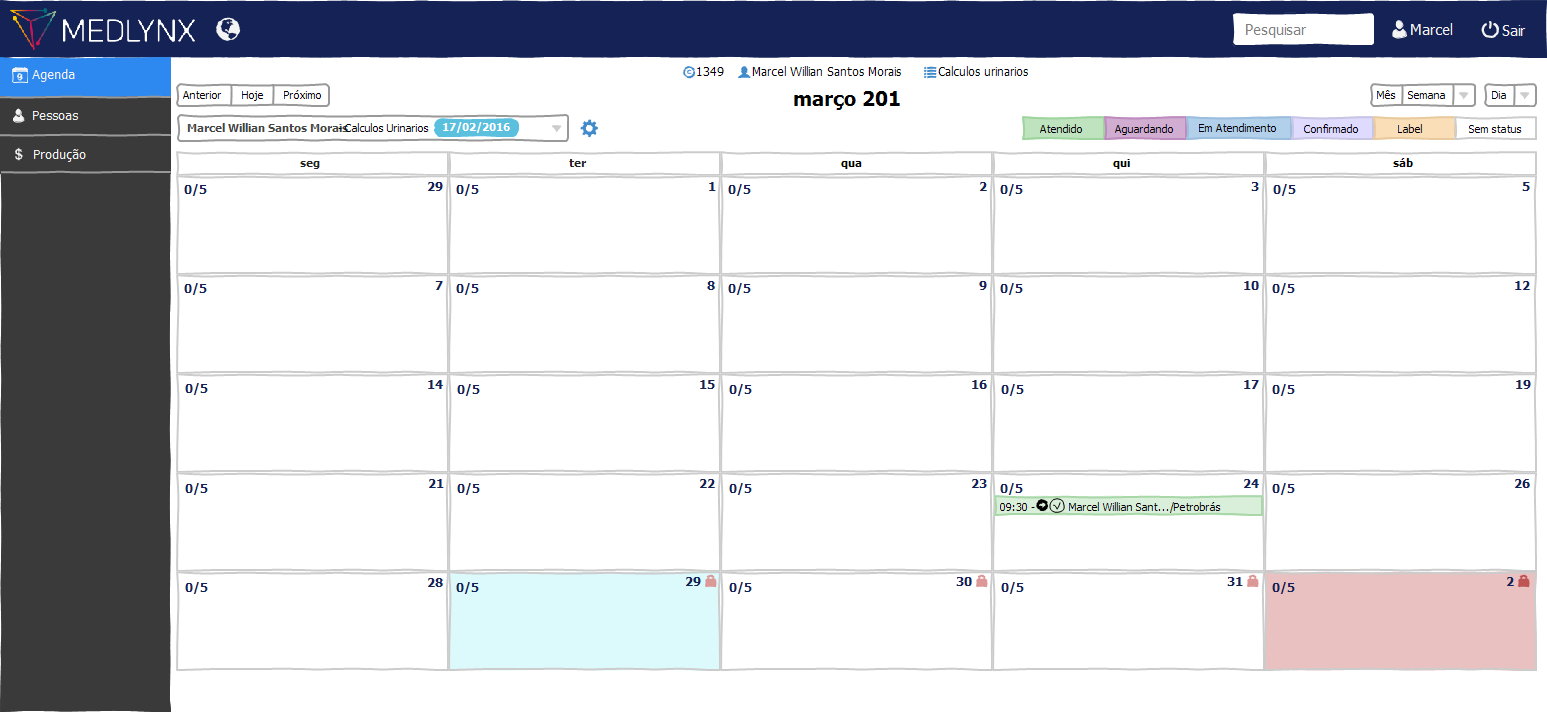 MEDLYNX Pesquisar Marcel Sair
9 Agenda
Pessoas
$ Produção
1349 Marcel Willian Santos Morais Calculos urinarios
Anterior Hoje Próximo março 201 Mês Semana Dia
Marcel Willian Santos Morais Calculos Urinarios 17/02/2016
Atendido Aguardando Em Atendimento Confirmado Label Sem status
seg ter qua qui sáb
0/5 29 0/5 1 0/5 2 0/5 3 0/5 5
0/5 7 0/5 8 0/5 9 0/5 10 0/5 12
0/5 14 0/5 15 0/5 16 0/5 17 0/5 19
0/5 21 0/5 22 0/5 23 0/5 24 0/5 26
09:30 - Marcel Willian Sant.../Petrobrás
0/5 28 0/5 29 0/5 30 0/5 31 0/5 2